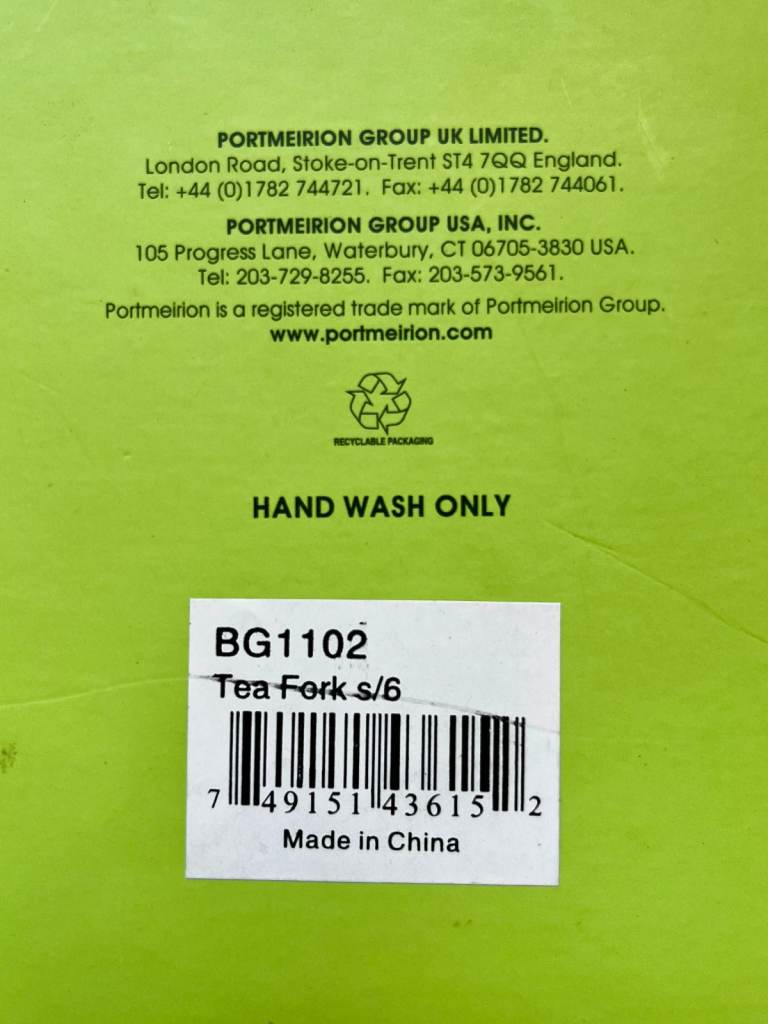 PORTMEIRION GROUP UK LIMITED.
London Road, Stoke-on-Trent ST4 7QQ England.
Tel: +44 (0)1782 744721. Fax: +44 (0)1782 744061.
PORTMEIRION GROUP USA, INC.
105 Progress Lane, Waterbury, CT 06705-3830 USA.
Tel: 203-729-8255. Fax: 203-573-9561.
Portmeirion is a registered trade mark of Portmeirion Group.
www.portmeirion.com
RECYCLABLE PACKAGING
HAND WASH ONLY
BG1102
Tea Fork s/6
7 49151 43615 2
Made in China